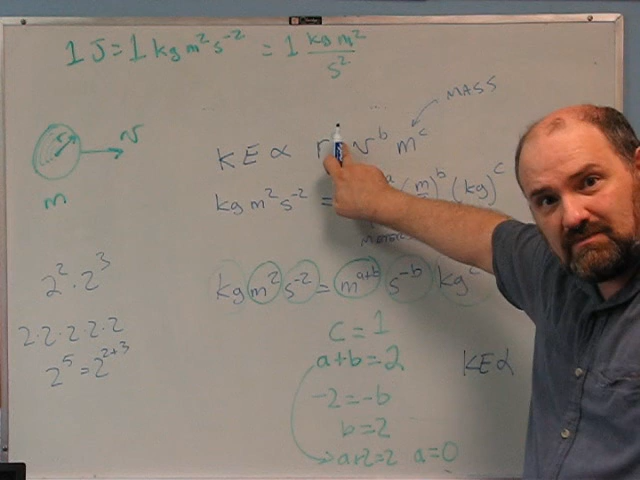 1 J = 1 kg m² s⁻² = 1 kg m²/s²
MASS
r v
KE ∝ r v^b m^c
m
kg m² s⁻² = ^a (m/)^b (kg)^c
2² · 2³
kg m² s⁻² = m^(a+b) s^(-b) kg^c
2·2·2·2·2
c = 1
2⁵ = 2^(2+3)
a+b = 2
KE ∝
-2 = -b
b = 2
a+2=2 a=0